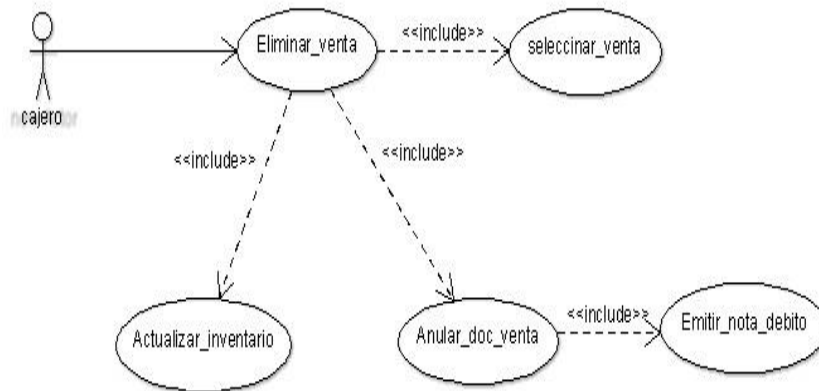 Eliminar_venta
<<include>>
seleccinar_venta
cajero
<<include>>
<<include>>
Actualizar_inventario
Anular_doc_venta
<<include>>
Emitir_nota_debito